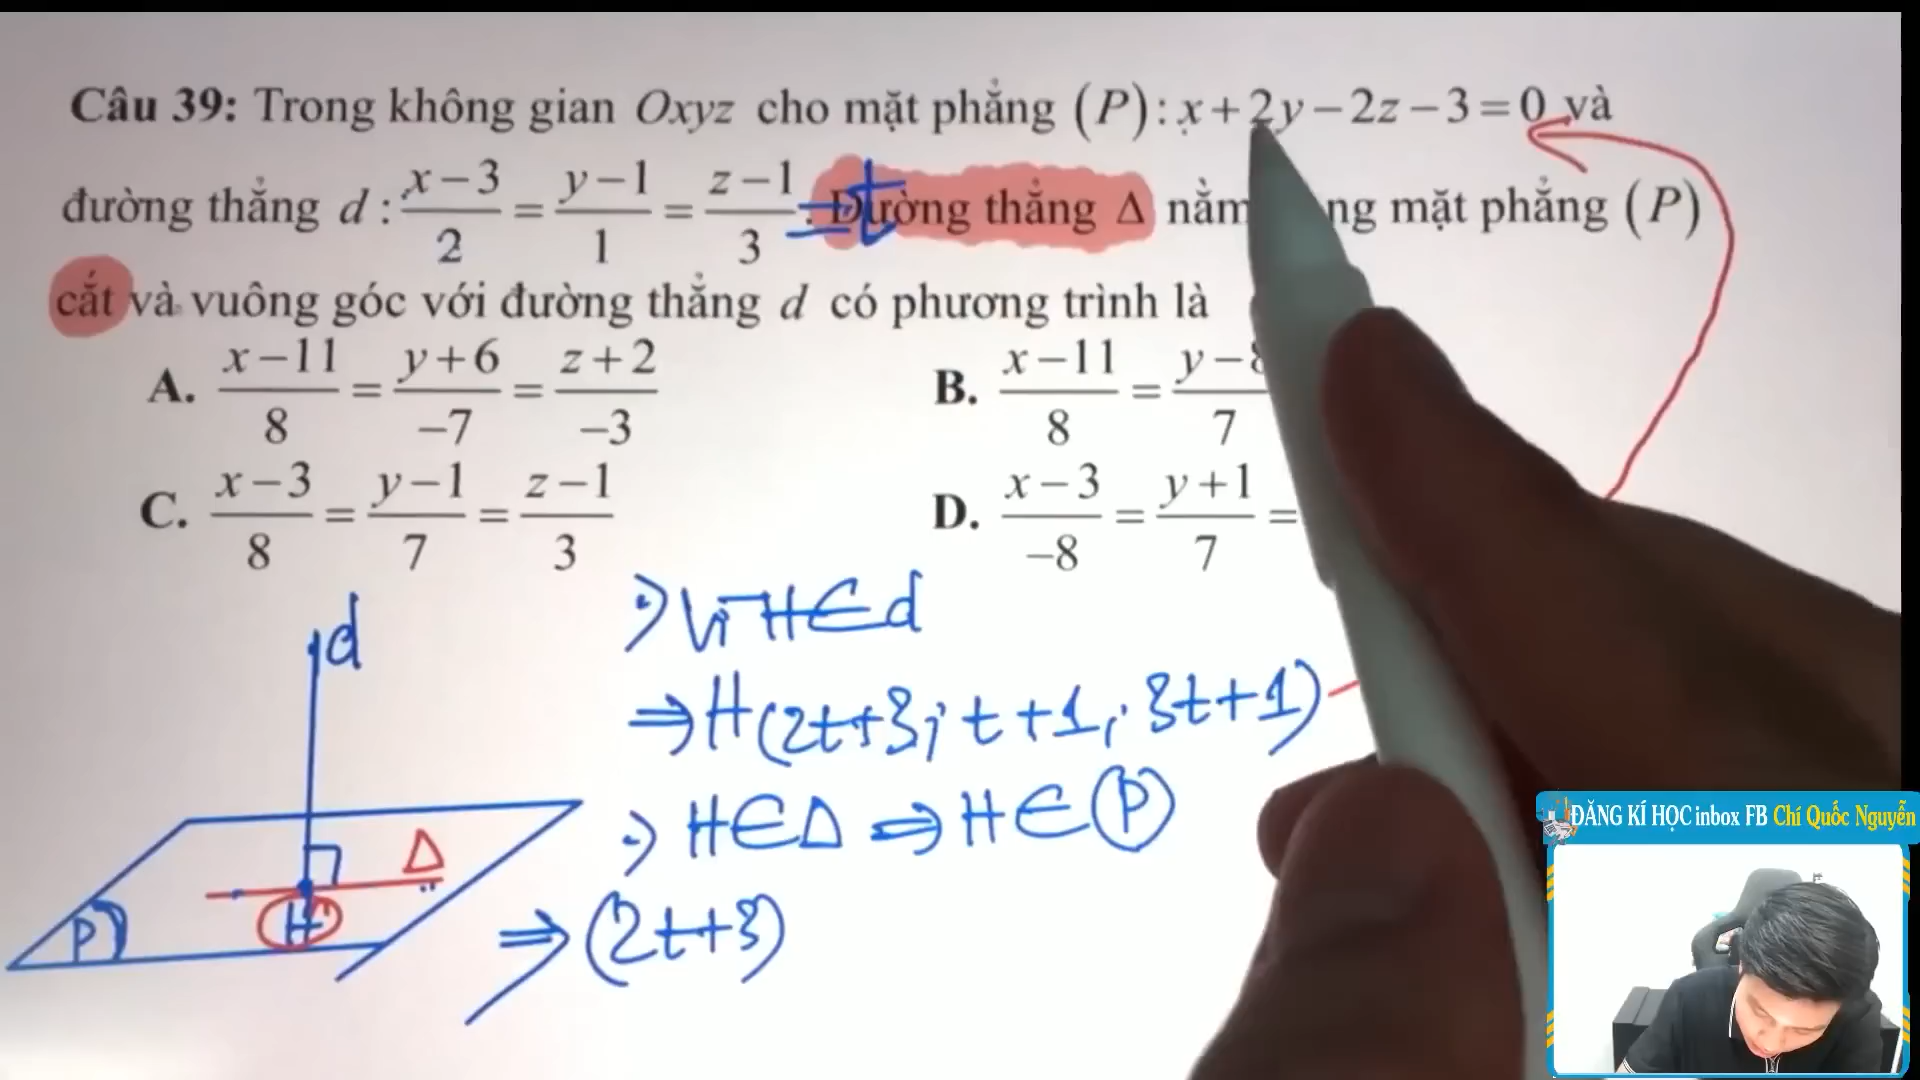 Câu 39: Trong không gian Oxyz cho mặt phẳng (P): x+2y−2z−3=0 và
đường thẳng d: (x−3)/2 = (y−1)/1 = (z−1)/3 = t. Đường thẳng Δ nằm ng mặt phẳng (P)
cắt và vuông góc với đường thẳng d có phương trình là
A. (x−11)/8 = (y+6)/−7 = (z+2)/−3
B. (x−11)/8 = (y−8)/7
C. (x−3)/8 = (y−1)/7 = (z−1)/3
D. (x−3)/−8 = (y+1)/7 =
d
Δ
H
P
Vì H∈d
⇒H(2t+3; t+1; 3t+1)
H∈Δ ⇒ H∈(P)
⇒(2t+3)
ĐĂNG KÍ HỌC inbox FB Chí Quốc Nguyễn